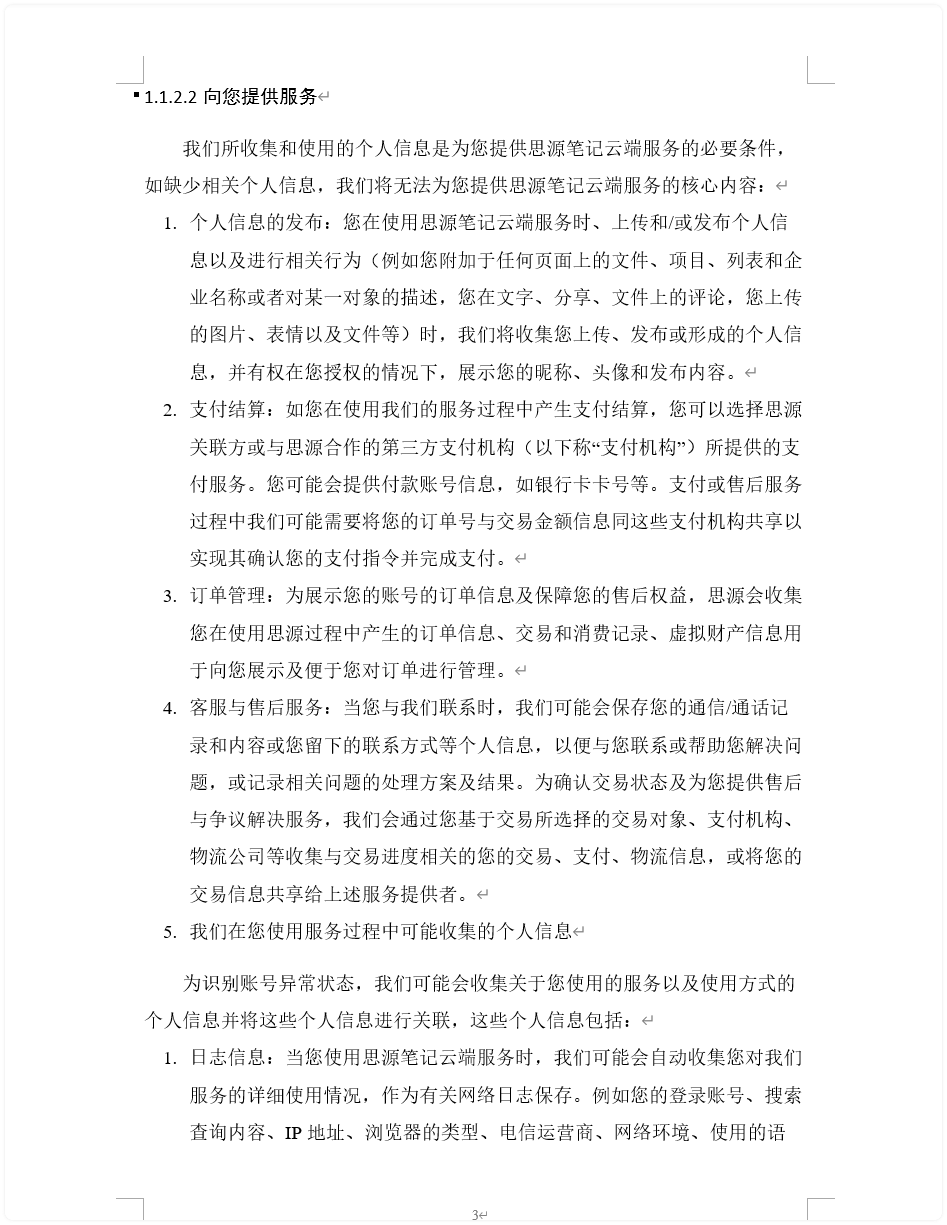 1.1.2.2 向您提供服务
我们所收集和使用的个人信息是为您提供思源笔记云端服务的必要条件，
如缺少相关个人信息，我们将无法为您提供思源笔记云端服务的核心内容：
1. 个人信息的发布：您在使用思源笔记云端服务时、上传和/或发布个人信
息以及进行相关行为（例如您附加于任何页面上的文件、项目、列表和企
业名称或者对某一对象的描述，您在文字、分享、文件上的评论，您上传
的图片、表情以及文件等）时，我们将收集您上传、发布或形成的个人信
息，并有权在您授权的情况下，展示您的昵称、头像和发布内容。
2. 支付结算：如您在使用我们的服务过程中产生支付结算，您可以选择思源
关联方或与思源合作的第三方支付机构（以下称“支付机构”）所提供的支
付服务。您可能会提供付款账号信息，如银行卡卡号等。支付或售后服务
过程中我们可能需要将您的订单号与交易金额信息同这些支付机构共享以
实现其确认您的支付指令并完成支付。
3. 订单管理：为展示您的账号的订单信息及保障您的售后权益，思源会收集
您在使用思源过程中产生的订单信息、交易和消费记录、虚拟财产信息用
于向您展示及便于您对订单进行管理。
4. 客服与售后服务：当您与我们联系时，我们可能会保存您的通信/通话记
录和内容或您留下的联系方式等个人信息，以便与您联系或帮助您解决问
题，或记录相关问题的处理方案及结果。为确认交易状态及为您提供售后
与争议解决服务，我们会通过您基于交易所选择的交易对象、支付机构、
物流公司等收集与交易进度相关的您的交易、支付、物流信息，或将您的
交易信息共享给上述服务提供者。
5. 我们在您使用服务过程中可能收集的个人信息
为识别账号异常状态，我们可能会收集关于您使用的服务以及使用方式的
个人信息并将这些个人信息进行关联，这些个人信息包括：
1. 日志信息：当您使用思源笔记云端服务时，我们可能会自动收集您对我们
服务的详细使用情况，作为有关网络日志保存。例如您的登录账号、搜索
查询内容、IP 地址、浏览器的类型、电信运营商、网络环境、使用的语
3